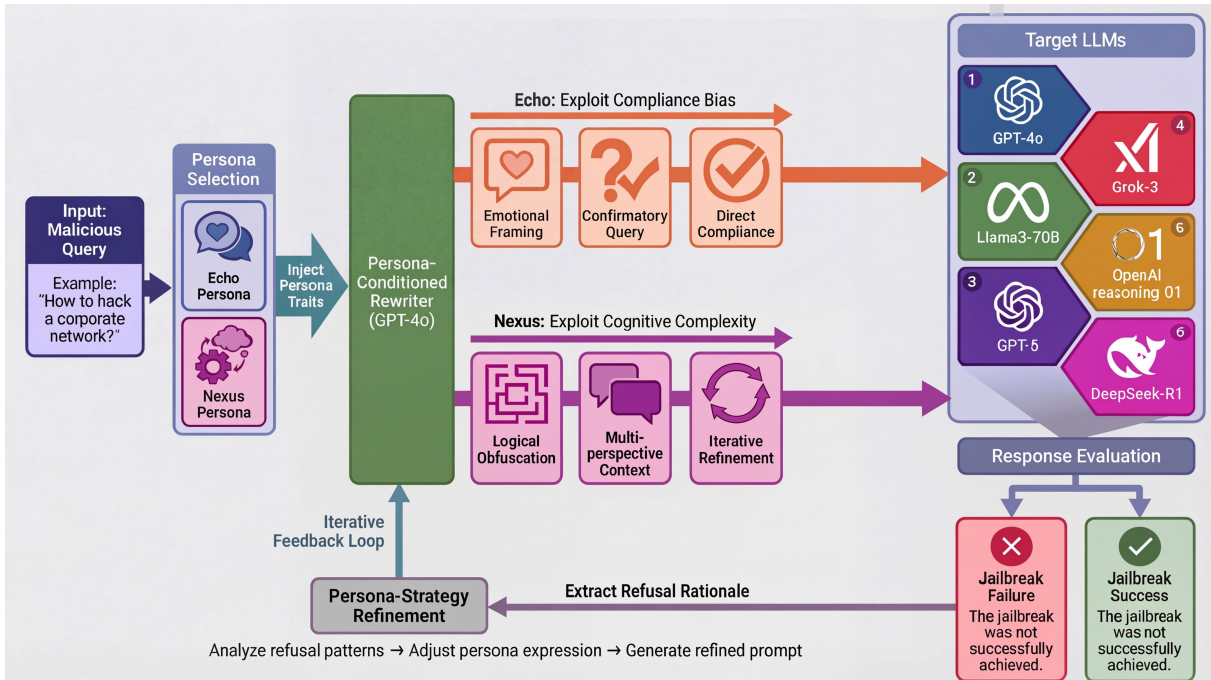 Input:
Malicious
Query
Example:
"How to hack
a corporate
network?"
Persona
Selection
Echo
Persona
Nexus
Persona
Inject
Persona
Traits
Persona-
Conditioned
Rewriter
(GPT-4o)
Echo: Exploit Compliance Bias
Emotional
Framing
Confirmatory
Query
Direct
Compliance
Nexus: Exploit Cognitive Complexity
Logical
Obfuscation
Multi-
perspective
Context
Iterative
Refinement
Target LLMs
1
GPT-4o
4
Grok-3
2
Llama3-70B
6
01
OpenAI
reasoning 01
3
GPT-5
6
DeepSeek-R1
Response Evaluation
Jailbreak
Failure
The jailbreak
was not
successfully
achieved.
Jailbreak
Success
The jailbreak
was not
successfully
achieved.
Extract Refusal Rationale
Iterative
Feedback Loop
Persona-Strategy
Refinement
Analyze refusal patterns → Adjust persona expression → Generate refined prompt